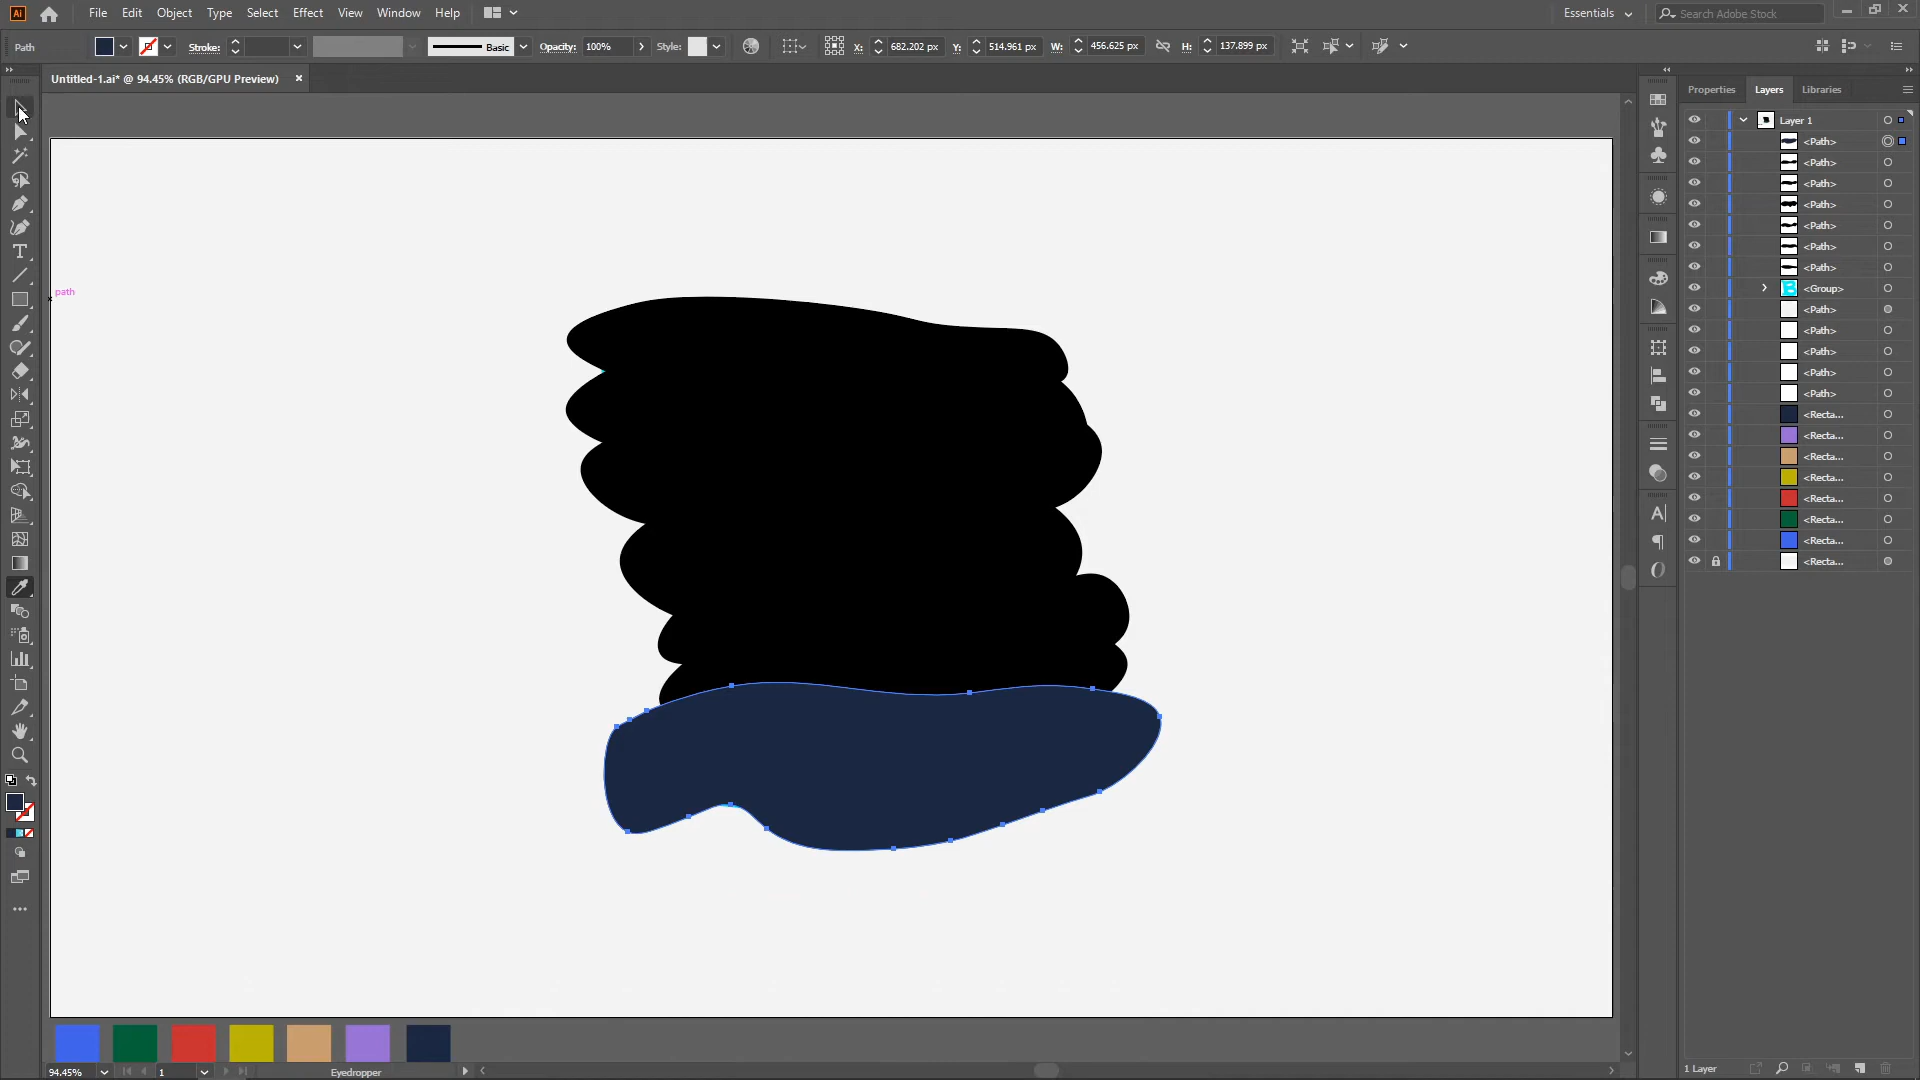 Ai File Edit Object Type Select Effect View Window Help Essentials Search Adobe Stock
Path Stroke: Basic Opacity: 100% Style: X: 682.202 px Y: 514.961 px W: 456.625 px H: 137.899 px
Untitled-1.ai* @ 94.45% (RGB/GPU Preview) ×
Properties Layers Libraries
Layer 1
<Path>
<Path>
<Path>
<Path>
<Path>
<Path>
<Path>
<Group>
<Path>
<Path>
<Path>
<Path>
<Path>
<Recta...
<Recta...
<Recta...
<Recta...
<Recta...
<Recta...
<Recta...
<Recta...
path
94.45% 1 Eyedropper
1 Layer